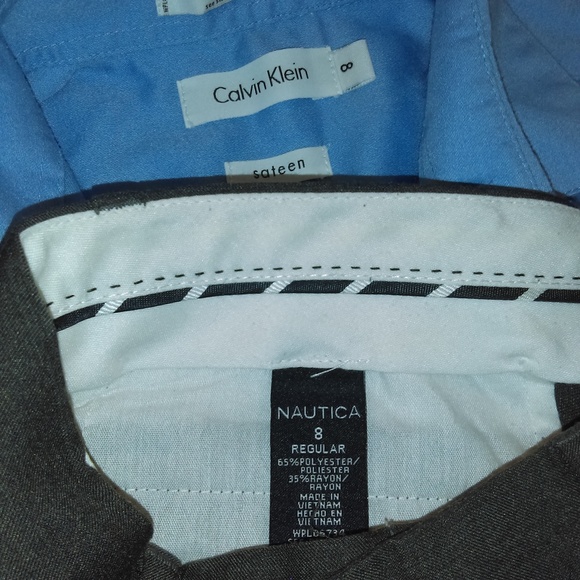 Calvin Klein
8
sateen
NAUTICA
8
REGULAR
65%POLYESTER/
POLIESTER
35%RAYON/
RAYON
MADE IN
VIETNAM
HECHO EN
VIETNAM